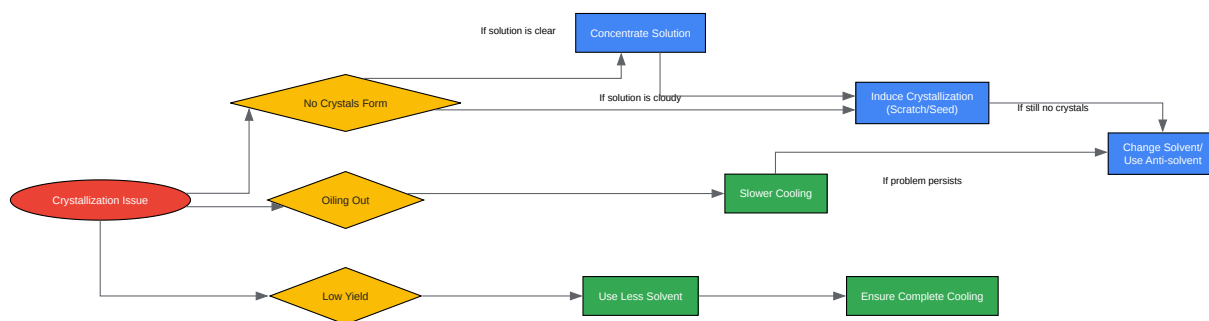 If solution is clear
Concentrate Solution
No Crystals Form
If solution is cloudy
Induce Crystallization
(Scratch/Seed)
If still no crystals
Change Solvent/
Use Anti-solvent
Crystallization Issue
Oiling Out
Slower Cooling
If problem persists
Low Yield
Use Less Solvent
Ensure Complete Cooling